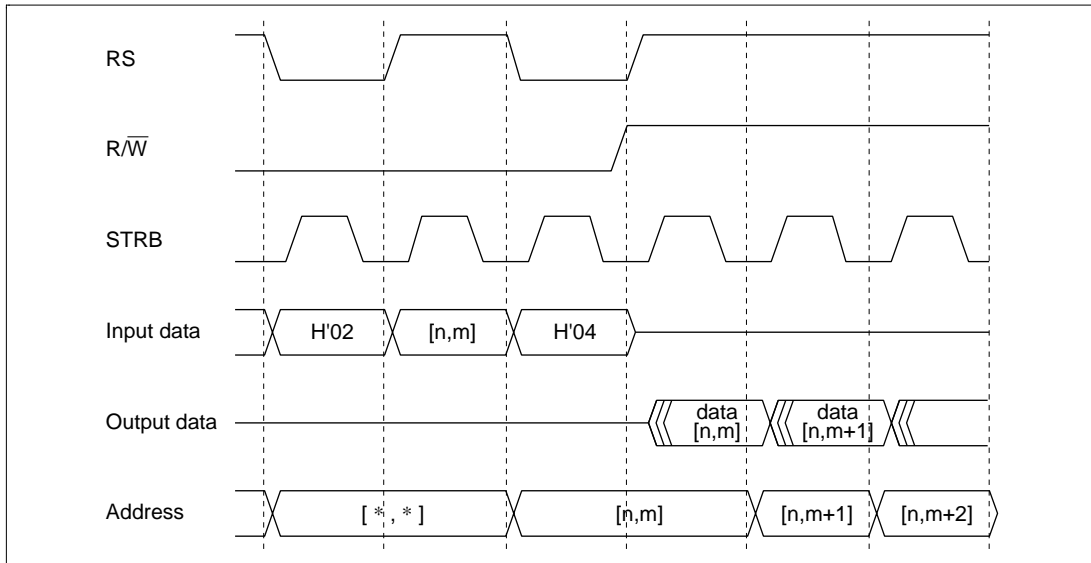 RS
R/W̅
STRB
Input data
H'02
[n,m]
H'04
Output data
data
[n,m]
data
[n,m+1]
Address
[ * , * ]
[n,m]
[n,m+1]
[n,m+2]